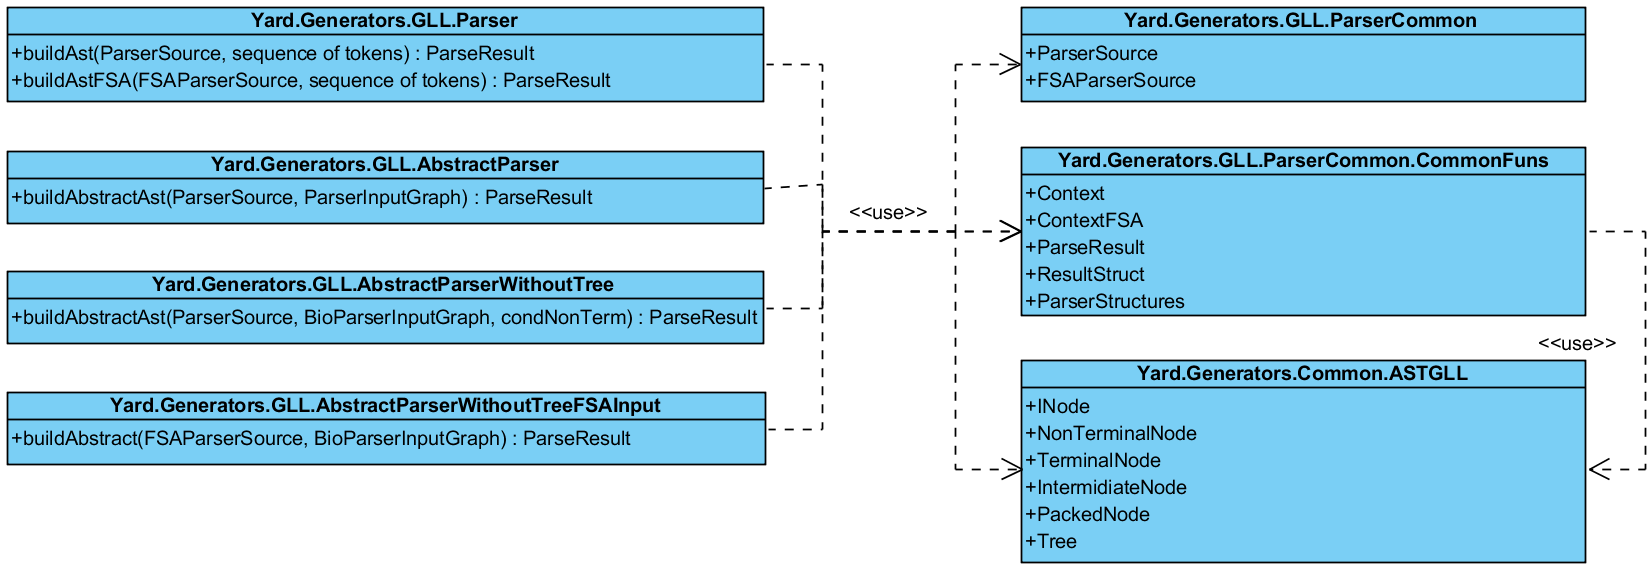 Yard.Generators.GLL.Parser
+buildAst(ParserSource, sequence of tokens) : ParseResult
+buildAstFSA(FSAParserSource, sequence of tokens) : ParseResult
Yard.Generators.GLL.AbstractParser
+buildAbstractAst(ParserSource, ParserInputGraph) : ParseResult
Yard.Generators.GLL.AbstractParserWithoutTree
+buildAbstractAst(ParserSource, BioParserInputGraph, condNonTerm) : ParseResult
Yard.Generators.GLL.AbstractParserWithoutTreeFSAInput
+buildAbstract(FSAParserSource, BioParserInputGraph) : ParseResult
<<use>>
Yard.Generators.GLL.ParserCommon
+ParserSource
+FSAParserSource
Yard.Generators.GLL.ParserCommon.CommonFuns
+Context
+ContextFSA
+ParseResult
+ResultStruct
+ParserStructures
<<use>>
Yard.Generators.Common.ASTGLL
+INode
+NonTerminalNode
+TerminalNode
+IntermidiateNode
+PackedNode
+Tree